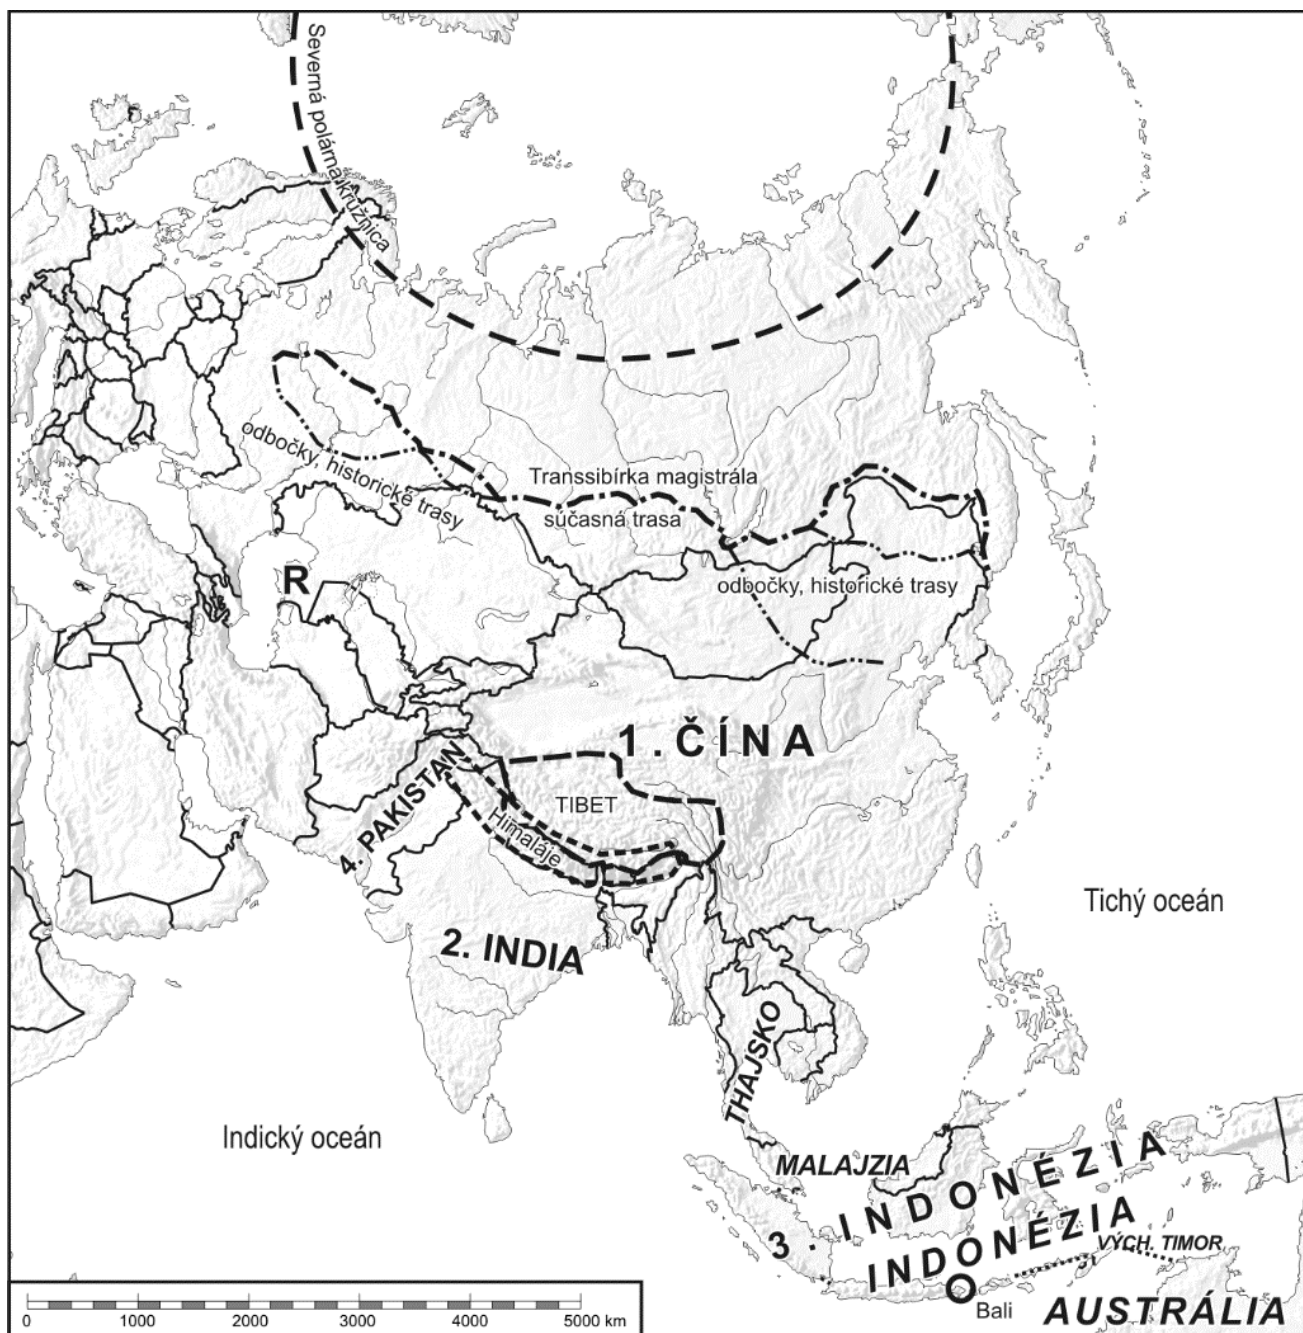 Severná polárna kružnica
odbočky, historické trasy
Transsibírka magistrála
súčasná trasa
odbočky, historické trasy
R
1. ČÍNA
TIBET
4. PAKISTAN
Himaláje
Tichý oceán
2. INDIA
THAJSKO
Indický oceán
MALAJZIA
3. INDONÉZIA
INDONÉZIA
VÝCH. TIMOR
Bali
AUSTRÁLIA
0 1000 2000 3000 4000 5000 km